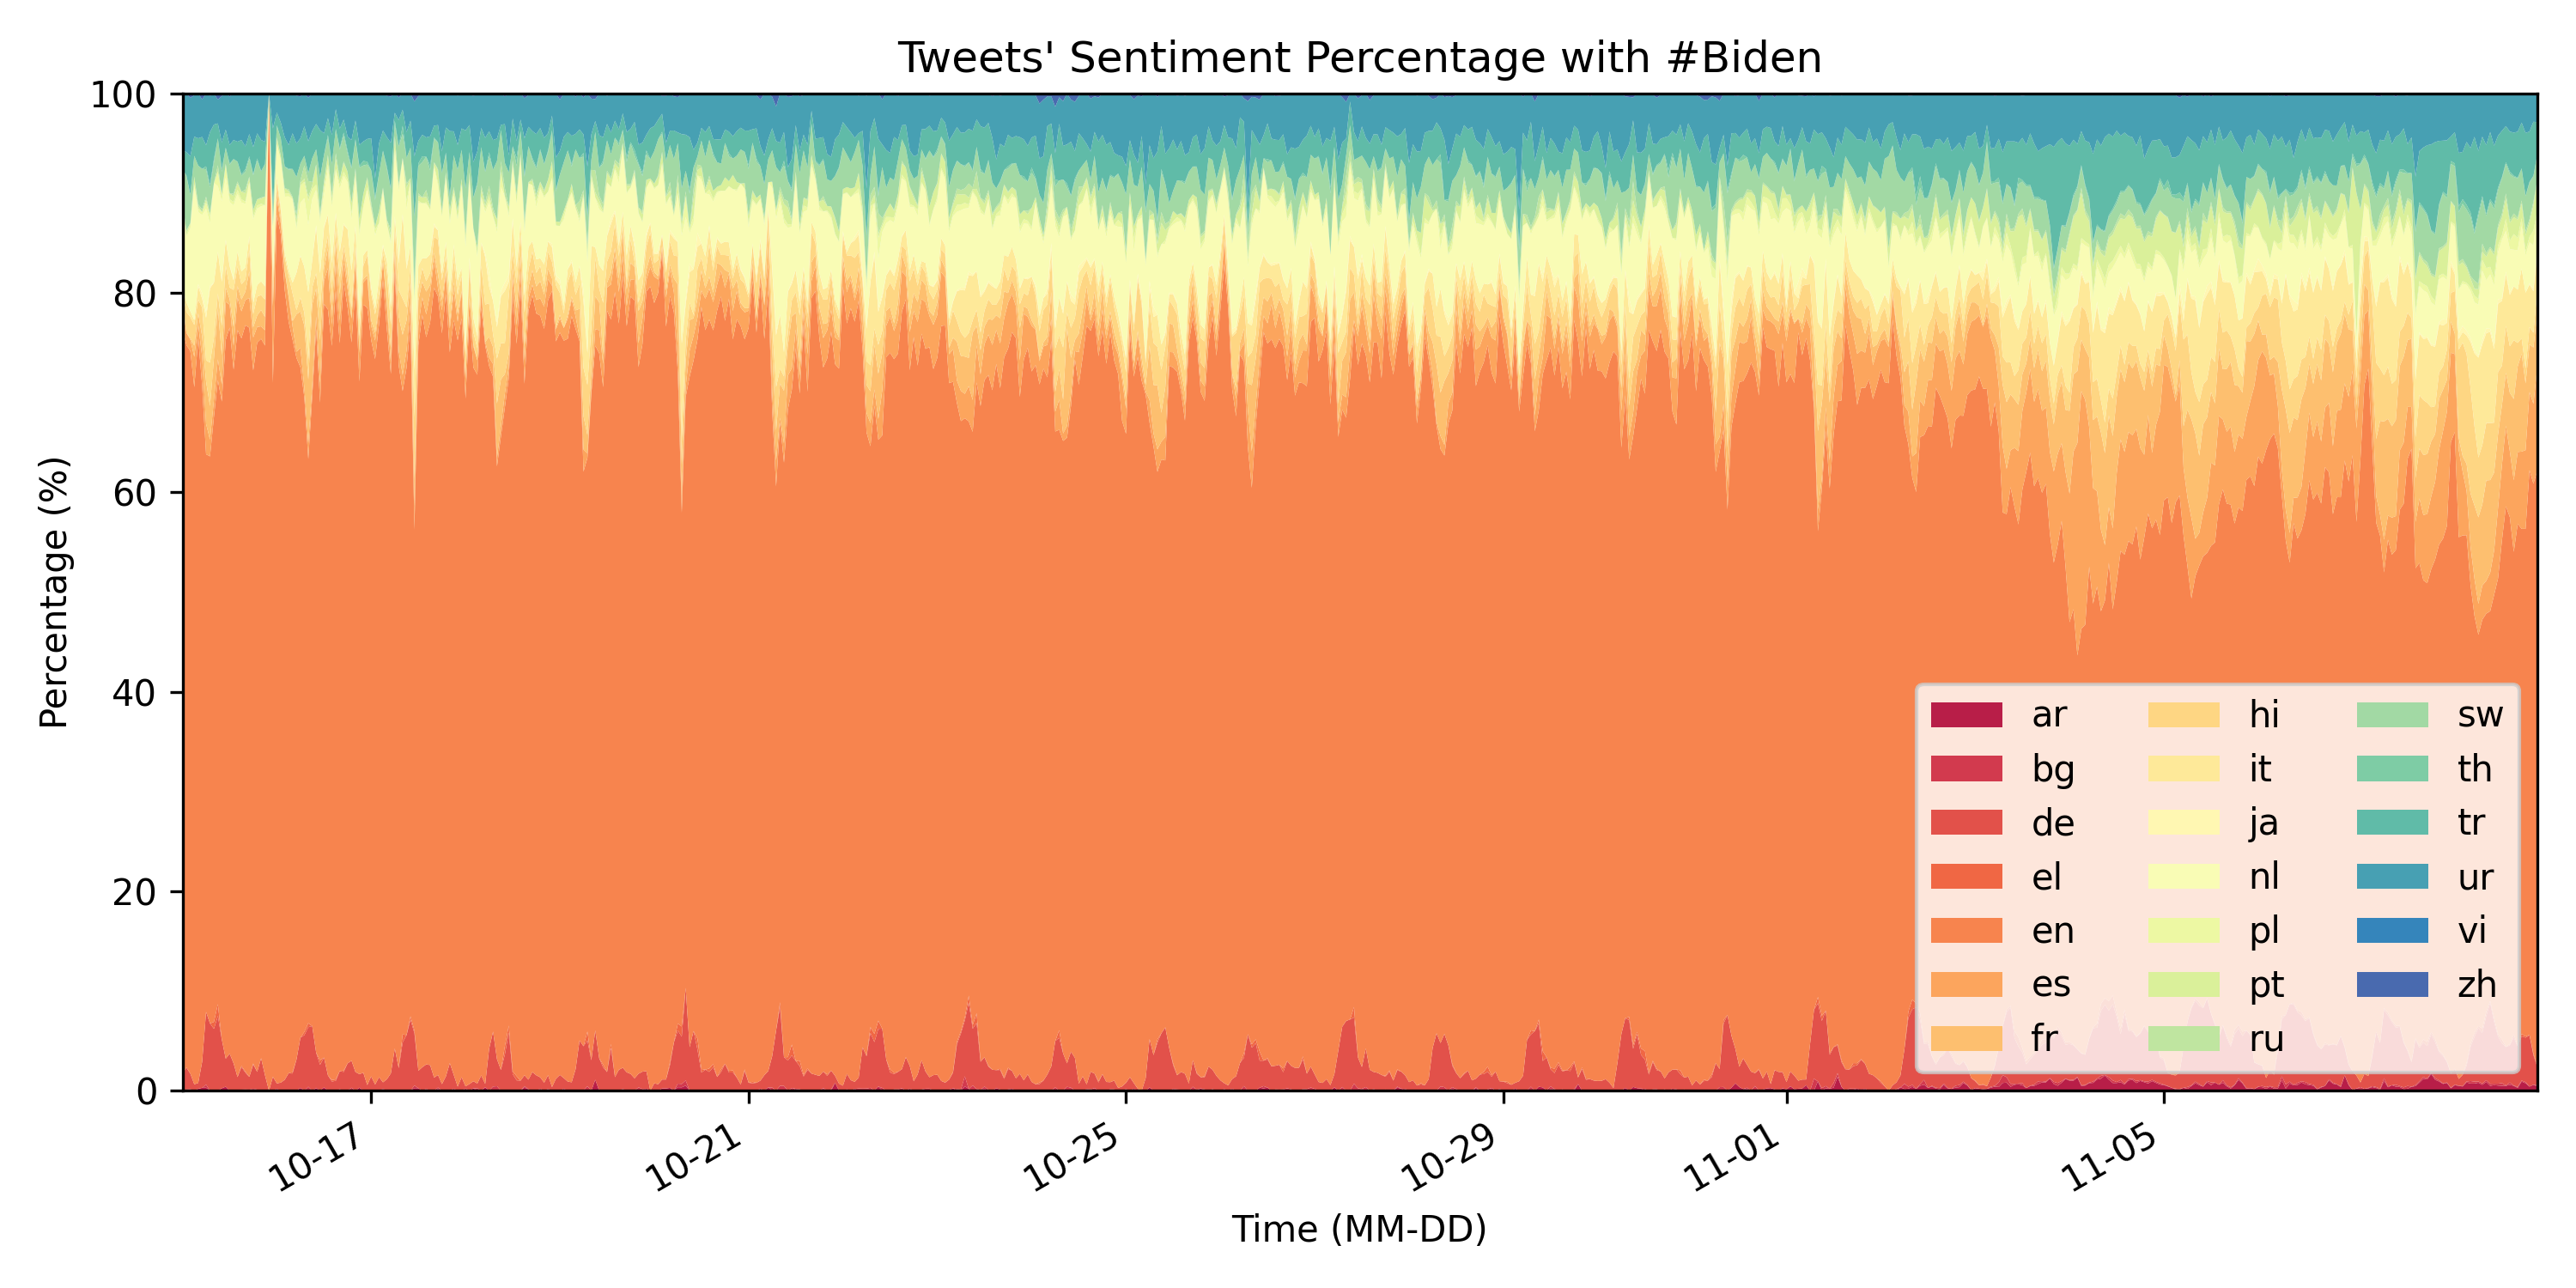 Tweets' Sentiment Percentage with #Biden
Percentage (%)
100
80
60
40
20
0
ar
bg
de
el
en
es
fr
hi
it
ja
nl
pl
pt
ru
sw
th
tr
ur
vi
zh
10-17
10-21
10-25
10-29
11-01
11-05
Time (MM-DD)